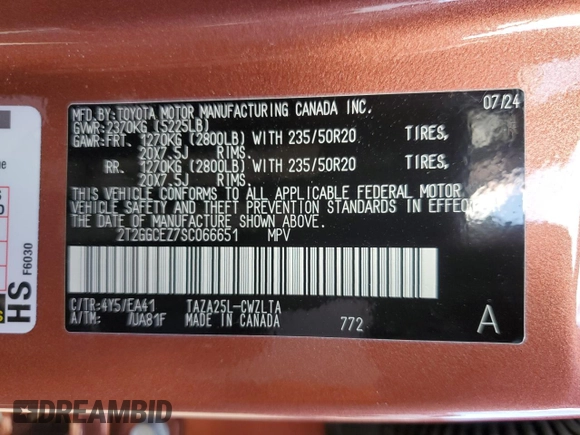 MFD.BY:TOYOTA MOTOR MANUFACTURING CANADA INC. 07/24
GVWR:2370KG (5225LB)
GAWR:FRT. 1270KG (2800LB) WITH 235/50R20 TIRES,
20X7.5J RIMS.
RR. 1270KG (2800LB) WITH 235/50R20 TIRES,
20X7.5J RIMS.
THIS VEHICLE CONFORMS TO ALL APPLICABLE FEDERAL MOTOR
VEHICLE SAFETY AND THEFT PREVENTION STANDARDS IN EFFECT
ON THE DATE OF MANUFACTURE SHOWN ABOVE.
2T2GGCEZ7SC066651 MPV
C/TR:4Y5/EA41 TAZA25L-CWZLTA
A/TM: /UA81F MADE IN CANADA 772 A
HS F6030
DREAMBID